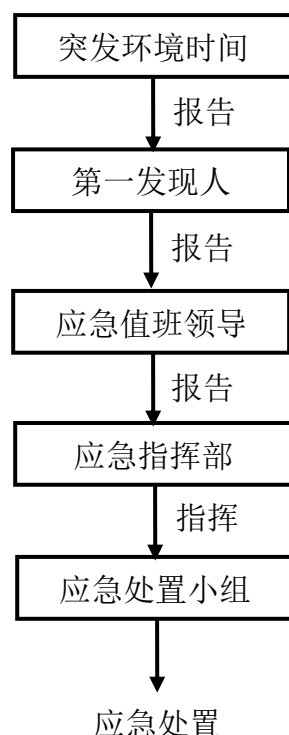 突发环境时间
报告
第一发现人
报告
应急值班领导
报告
应急指挥部
指挥
应急处置小组
应急处置